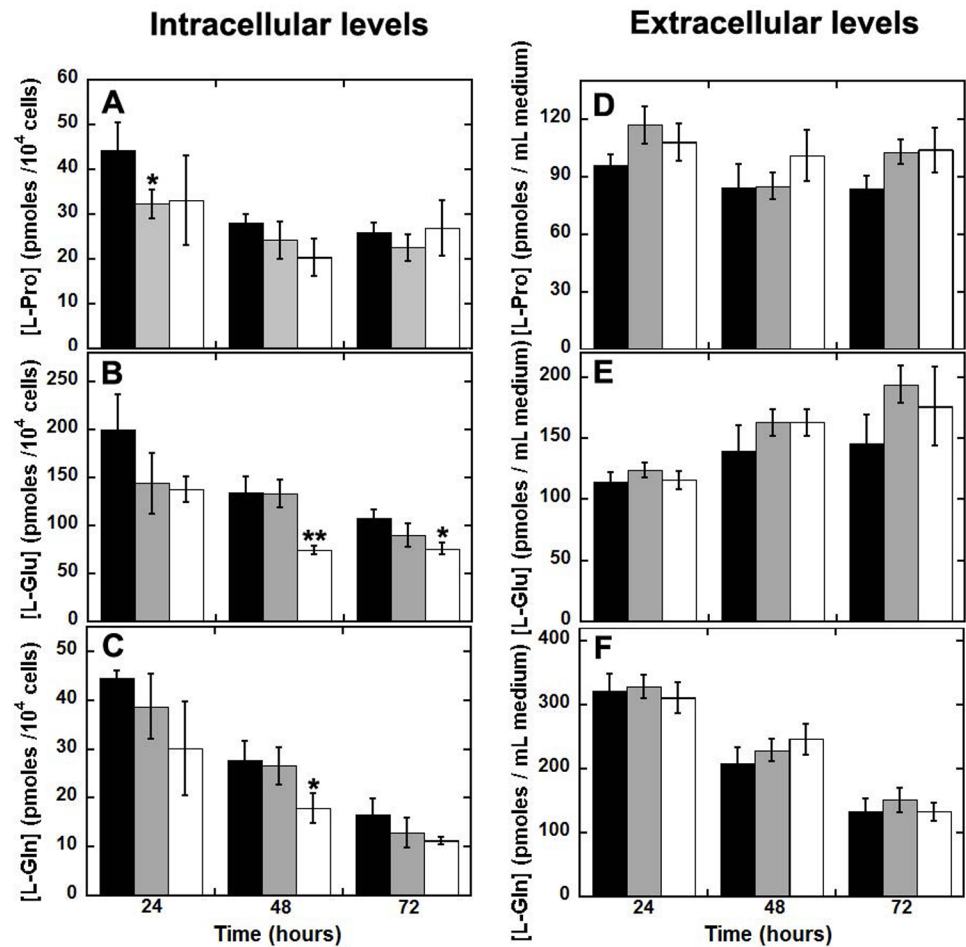 Intracellular levels
Extracellular levels
A
[L-Pro] (pmoles /10⁴ cells)
60
50
40
30
20
10
0
*
B
[L-Glu] (pmoles /10⁴ cells)
250
200
150
100
50
0
**
*
C
[L-Gln] (pmoles /10⁴ cells)
50
40
30
20
10
0
*
24
48
72
Time (hours)
D
[L-Pro] (pmoles / mL medium)
120
90
60
30
0
E
[L-Glu] (pmoles / mL medium)
200
150
100
50
0
F
[L-Gln] (pmoles / mL medium)
400
300
200
100
0
24
48
72
Time (hours)